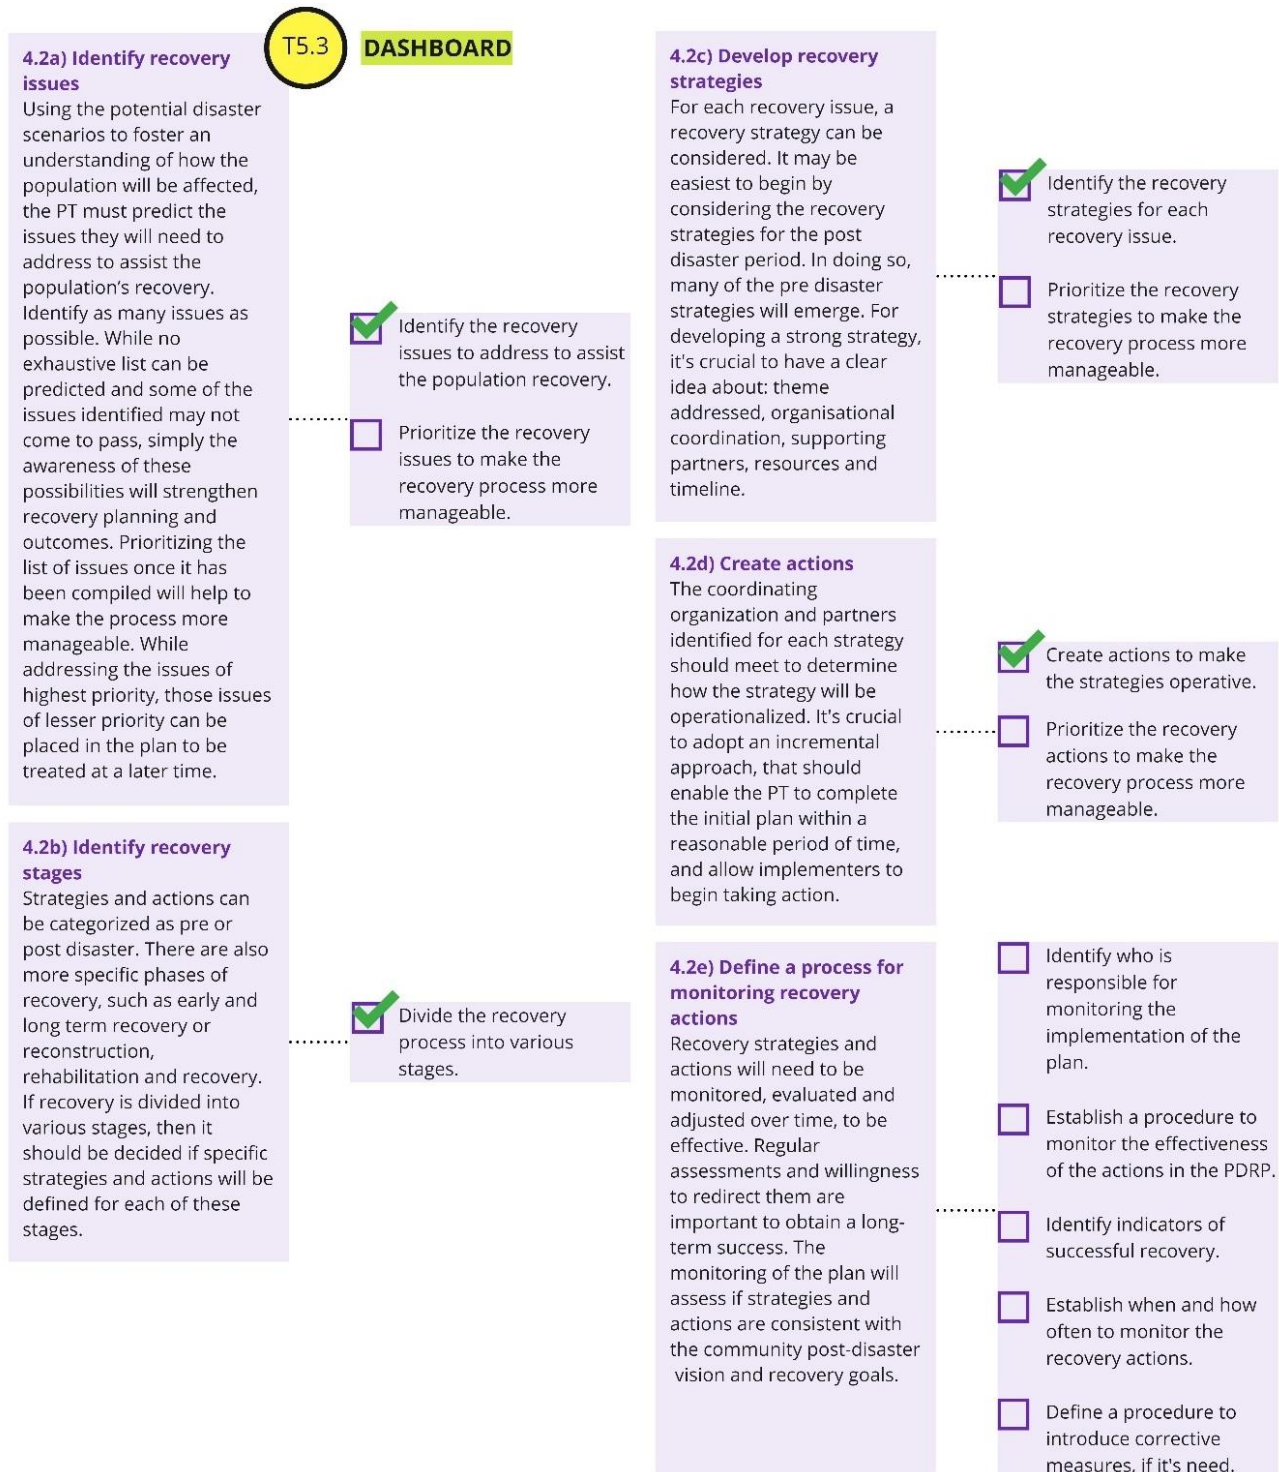 T5.3
DASHBOARD
4.2a) Identify recovery
issues
Using the potential disaster
scenarios to foster an
understanding of how the
population will be affected,
the PT must predict the
issues they will need to
address to assist the
population's recovery.
Identify as many issues as
possible. While no
exhaustive list can be
predicted and some of the
issues identified may not
come to pass, simply the
awareness of these
possibilities will strengthen
recovery planning and
outcomes. Prioritizing the
list of issues once it has
been compiled will help to
make the process more
manageable. While
addressing the issues of
highest priority, those issues
of lesser priority can be
placed in the plan to be
treated at a later time.
Identify the recovery
issues to address to assist
the population recovery.
Prioritize the recovery
issues to make the
recovery process more
manageable.
4.2b) Identify recovery
stages
Strategies and actions can
be categorized as pre or
post disaster. There are also
more specific phases of
recovery, such as early and
long term recovery or
reconstruction,
rehabilitation and recovery.
If recovery is divided into
various stages, then it
should be decided if specific
strategies and actions will be
defined for each of these
stages.
Divide the recovery
process into various
stages.
4.2c) Develop recovery
strategies
For each recovery issue, a
recovery strategy can be
considered. It may be
easiest to begin by
considering the recovery
strategies for the post
disaster period. In doing so,
many of the pre disaster
strategies will emerge. For
developing a strong strategy,
it's crucial to have a clear
idea about: theme
addressed, organisational
coordination, supporting
partners, resources and
timeline.
Identify the recovery
strategies for each
recovery issue.
Prioritize the recovery
strategies to make the
recovery process more
manageable.
4.2d) Create actions
The coordinating
organization and partners
identified for each strategy
should meet to determine
how the strategy will be
operationalized. It's crucial
to adopt an incremental
approach, that should
enable the PT to complete
the initial plan within a
reasonable period of time,
and allow implementers to
begin taking action.
Create actions to make
the strategies operative.
Prioritize the recovery
actions to make the
recovery process more
manageable.
4.2e) Define a process for
monitoring recovery
actions
Recovery strategies and
actions will need to be
monitored, evaluated and
adjusted over time, to be
effective. Regular
assessments and willingness
to redirect them are
important to obtain a long-
term success. The
monitoring of the plan will
assess if strategies and
actions are consistent with
the community post-disaster
vision and recovery goals.
Identify who is
responsible for
monitoring the
implementation of the
plan.
Establish a procedure to
monitor the effectiveness
of the actions in the PDRP.
Identify indicators of
successful recovery.
Establish when and how
often to monitor the
recovery actions.
Define a procedure to
introduce corrective
measures, if it's need.